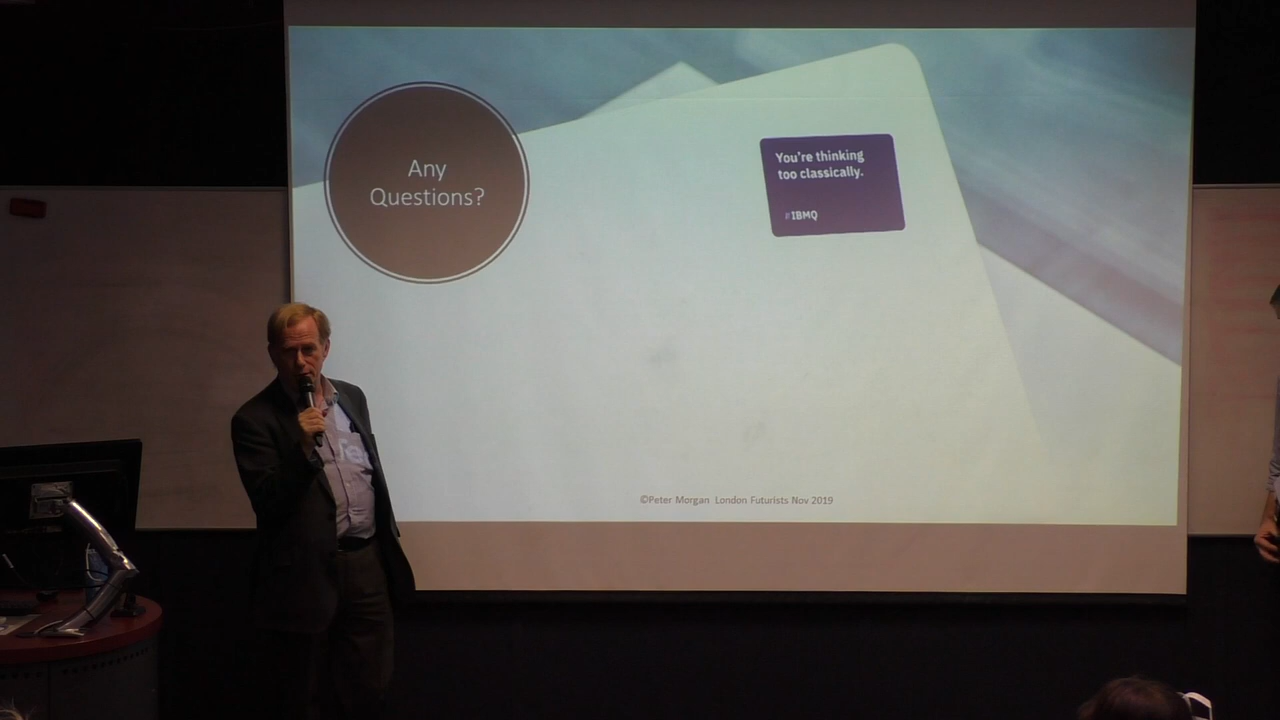 Any
Questions?
You're thinking
too classically.
#IBMQ
©Peter Morgan London Futurists Nov 2019